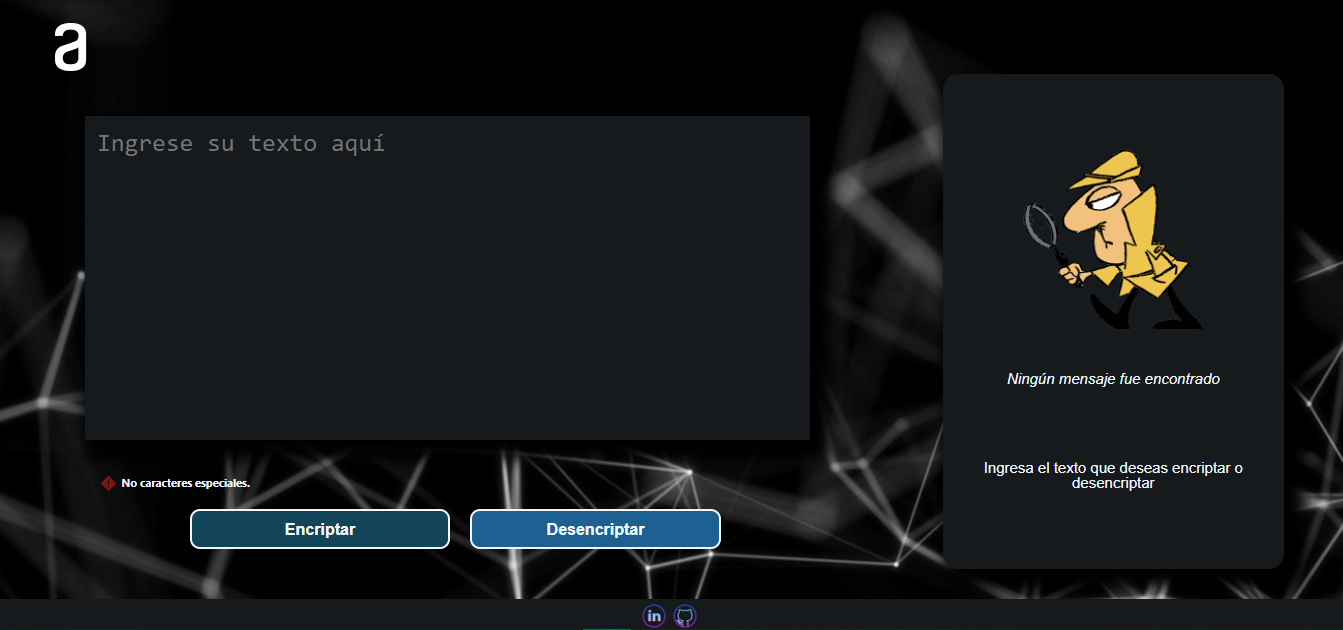 a
Ingrese su texto aquí
Ningún mensaje fue encontrado
Ingresa el texto que deseas encriptar o
desencriptar
No caracteres especiales.
Encriptar
Desencriptar
in